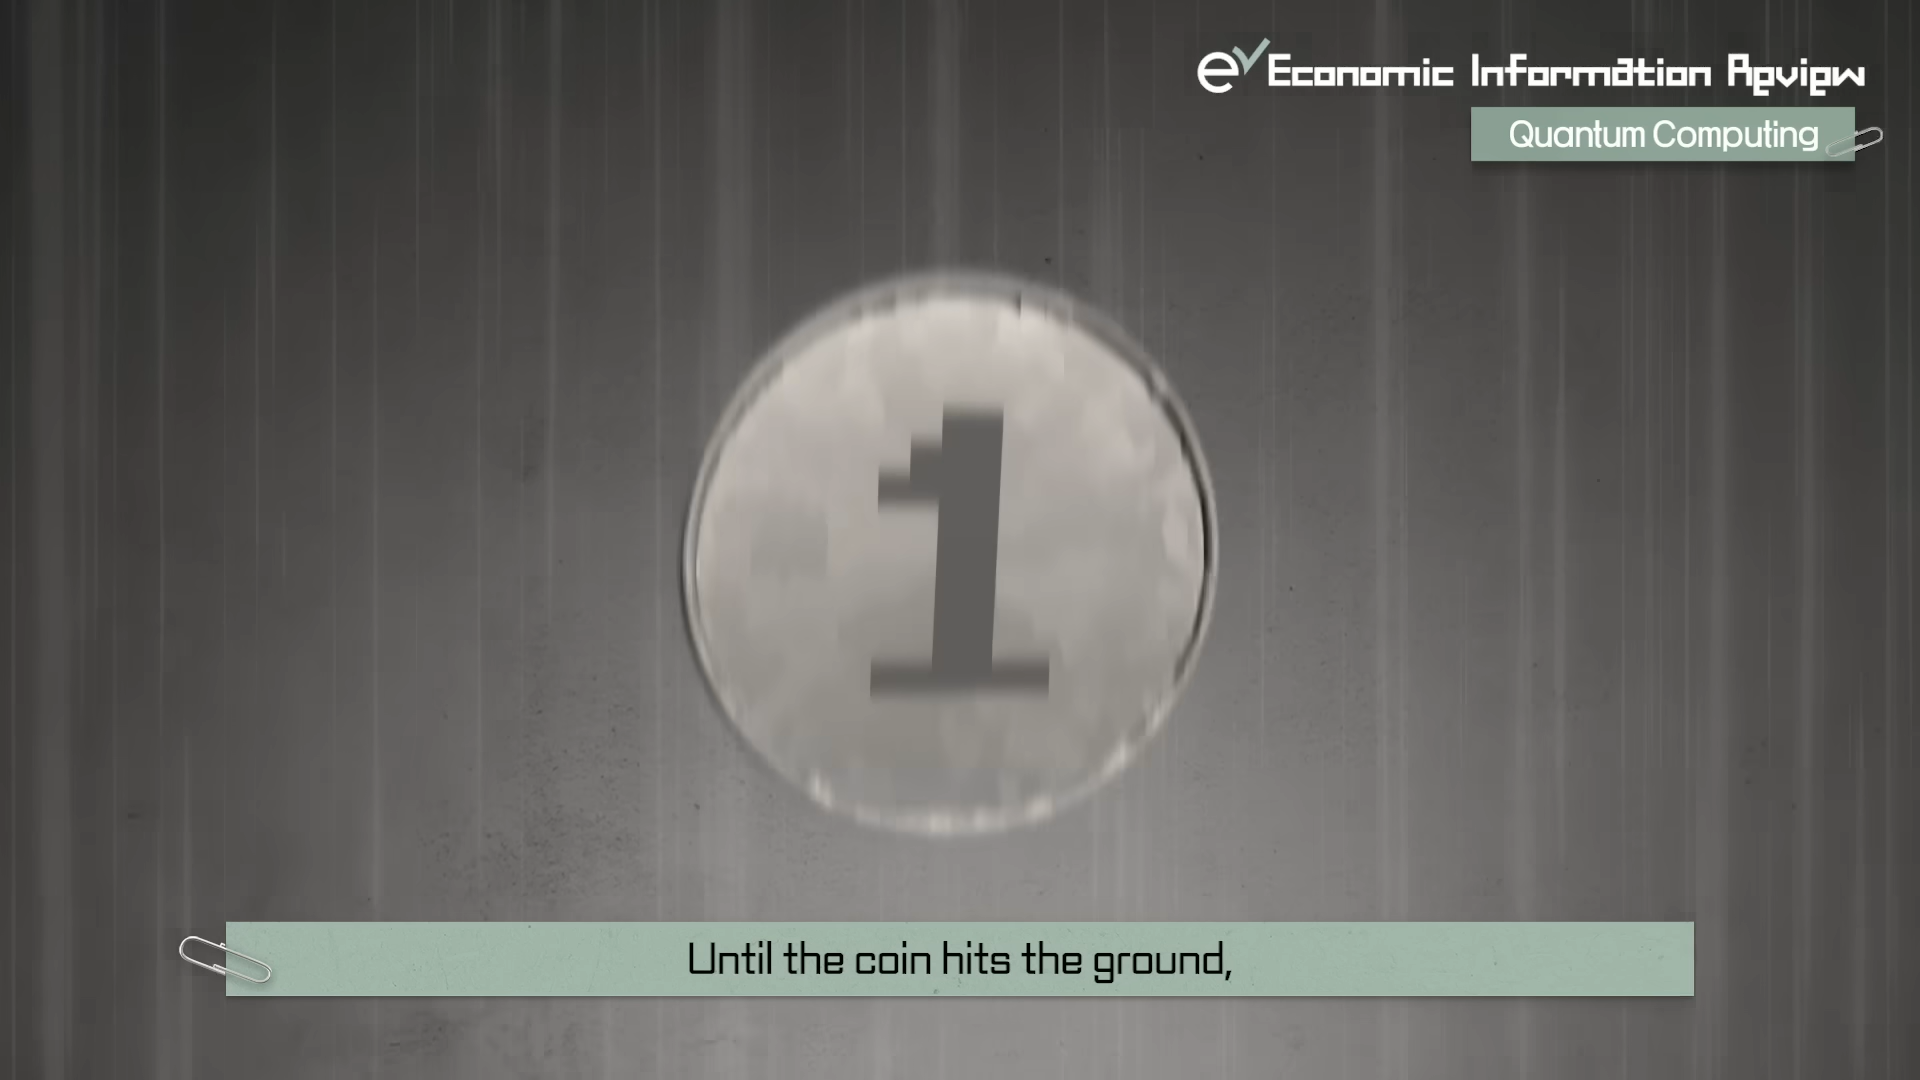 Economic Information Review
Quantum Computing
1
Until the coin hits the ground,